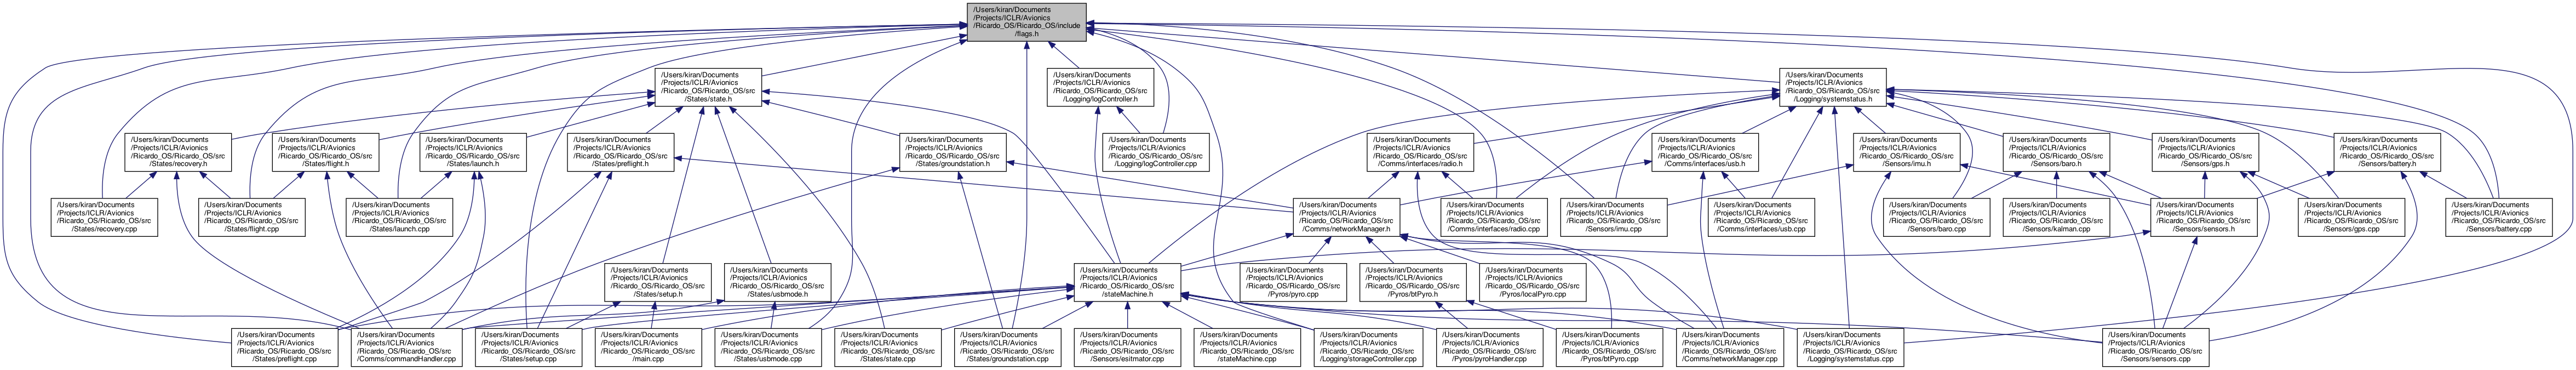 /Users/kiran/Documents
/Projects/ICLR/Avionics
/Ricardo_OS/Ricardo_OS/include
/flags.h
/Users/kiran/Documents
/Projects/ICLR/Avionics
/Ricardo_OS/Ricardo_OS/src
/States/state.h
/Users/kiran/Documents
/Projects/ICLR/Avionics
/Ricardo_OS/Ricardo_OS/src
/Logging/logController.h
/Users/kiran/Documents
/Projects/ICLR/Avionics
/Ricardo_OS/Ricardo_OS/src
/Logging/systemstatus.h
/Users/kiran/Documents
/Projects/ICLR/Avionics
/Ricardo_OS/Ricardo_OS/src
/States/recovery.h
/Users/kiran/Documents
/Projects/ICLR/Avionics
/Ricardo_OS/Ricardo_OS/src
/States/flight.h
/Users/kiran/Documents
/Projects/ICLR/Avionics
/Ricardo_OS/Ricardo_OS/src
/States/launch.h
/Users/kiran/Documents
/Projects/ICLR/Avionics
/Ricardo_OS/Ricardo_OS/src
/States/preflight.h
/Users/kiran/Documents
/Projects/ICLR/Avionics
/Ricardo_OS/Ricardo_OS/src
/States/groundstation.h
/Users/kiran/Documents
/Projects/ICLR/Avionics
/Ricardo_OS/Ricardo_OS/src
/Logging/logController.cpp
/Users/kiran/Documents
/Projects/ICLR/Avionics
/Ricardo_OS/Ricardo_OS/src
/Comms/interfaces/radio.h
/Users/kiran/Documents
/Projects/ICLR/Avionics
/Ricardo_OS/Ricardo_OS/src
/Comms/interfaces/usb.h
/Users/kiran/Documents
/Projects/ICLR/Avionics
/Ricardo_OS/Ricardo_OS/src
/Sensors/imu.h
/Users/kiran/Documents
/Projects/ICLR/Avionics
/Ricardo_OS/Ricardo_OS/src
/Sensors/baro.h
/Users/kiran/Documents
/Projects/ICLR/Avionics
/Ricardo_OS/Ricardo_OS/src
/Sensors/gps.h
/Users/kiran/Documents
/Projects/ICLR/Avionics
/Ricardo_OS/Ricardo_OS/src
/Sensors/battery.h
/Users/kiran/Documents
/Projects/ICLR/Avionics
/Ricardo_OS/Ricardo_OS/src
/States/recovery.cpp
/Users/kiran/Documents
/Projects/ICLR/Avionics
/Ricardo_OS/Ricardo_OS/src
/States/flight.cpp
/Users/kiran/Documents
/Projects/ICLR/Avionics
/Ricardo_OS/Ricardo_OS/src
/States/launch.cpp
/Users/kiran/Documents
/Projects/ICLR/Avionics
/Ricardo_OS/Ricardo_OS/src
/Comms/networkManager.h
/Users/kiran/Documents
/Projects/ICLR/Avionics
/Ricardo_OS/Ricardo_OS/src
/Comms/interfaces/radio.cpp
/Users/kiran/Documents
/Projects/ICLR/Avionics
/Ricardo_OS/Ricardo_OS/src
/Sensors/imu.cpp
/Users/kiran/Documents
/Projects/ICLR/Avionics
/Ricardo_OS/Ricardo_OS/src
/Comms/interfaces/usb.cpp
/Users/kiran/Documents
/Projects/ICLR/Avionics
/Ricardo_OS/Ricardo_OS/src
/Sensors/baro.cpp
/Users/kiran/Documents
/Projects/ICLR/Avionics
/Ricardo_OS/Ricardo_OS/src
/Sensors/kalman.cpp
/Users/kiran/Documents
/Projects/ICLR/Avionics
/Ricardo_OS/Ricardo_OS/src
/Sensors/sensors.h
/Users/kiran/Documents
/Projects/ICLR/Avionics
/Ricardo_OS/Ricardo_OS/src
/Sensors/gps.cpp
/Users/kiran/Documents
/Projects/ICLR/Avionics
/Ricardo_OS/Ricardo_OS/src
/Sensors/battery.cpp
/Users/kiran/Documents
/Projects/ICLR/Avionics
/Ricardo_OS/Ricardo_OS/src
/States/setup.h
/Users/kiran/Documents
/Projects/ICLR/Avionics
/Ricardo_OS/Ricardo_OS/src
/States/usbmode.h
/Users/kiran/Documents
/Projects/ICLR/Avionics
/Ricardo_OS/Ricardo_OS/src
/stateMachine.h
/Users/kiran/Documents
/Projects/ICLR/Avionics
/Ricardo_OS/Ricardo_OS/src
/Pyros/pyro.cpp
/Users/kiran/Documents
/Projects/ICLR/Avionics
/Ricardo_OS/Ricardo_OS/src
/Pyros/btPyro.h
/Users/kiran/Documents
/Projects/ICLR/Avionics
/Ricardo_OS/Ricardo_OS/src
/Pyros/localPyro.cpp
/Users/kiran/Documents
/Projects/ICLR/Avionics
/Ricardo_OS/Ricardo_OS/src
/States/preflight.cpp
/Users/kiran/Documents
/Projects/ICLR/Avionics
/Ricardo_OS/Ricardo_OS/src
/Comms/commandHandler.cpp
/Users/kiran/Documents
/Projects/ICLR/Avionics
/Ricardo_OS/Ricardo_OS/src
/States/setup.cpp
/Users/kiran/Documents
/Projects/ICLR/Avionics
/Ricardo_OS/Ricardo_OS/src
/main.cpp
/Users/kiran/Documents
/Projects/ICLR/Avionics
/Ricardo_OS/Ricardo_OS/src
/States/usbmode.cpp
/Users/kiran/Documents
/Projects/ICLR/Avionics
/Ricardo_OS/Ricardo_OS/src
/States/state.cpp
/Users/kiran/Documents
/Projects/ICLR/Avionics
/Ricardo_OS/Ricardo_OS/src
/States/groundstation.cpp
/Users/kiran/Documents
/Projects/ICLR/Avionics
/Ricardo_OS/Ricardo_OS/src
/Sensors/esitmator.cpp
/Users/kiran/Documents
/Projects/ICLR/Avionics
/Ricardo_OS/Ricardo_OS/src
/stateMachine.cpp
/Users/kiran/Documents
/Projects/ICLR/Avionics
/Ricardo_OS/Ricardo_OS/src
/Logging/storageController.cpp
/Users/kiran/Documents
/Projects/ICLR/Avionics
/Ricardo_OS/Ricardo_OS/src
/Pyros/pyroHandler.cpp
/Users/kiran/Documents
/Projects/ICLR/Avionics
/Ricardo_OS/Ricardo_OS/src
/Pyros/btPyro.cpp
/Users/kiran/Documents
/Projects/ICLR/Avionics
/Ricardo_OS/Ricardo_OS/src
/Comms/networkManager.cpp
/Users/kiran/Documents
/Projects/ICLR/Avionics
/Ricardo_OS/Ricardo_OS/src
/Logging/systemstatus.cpp
/Users/kiran/Documents
/Projects/ICLR/Avionics
/Ricardo_OS/Ricardo_OS/src
/Sensors/sensors.cpp